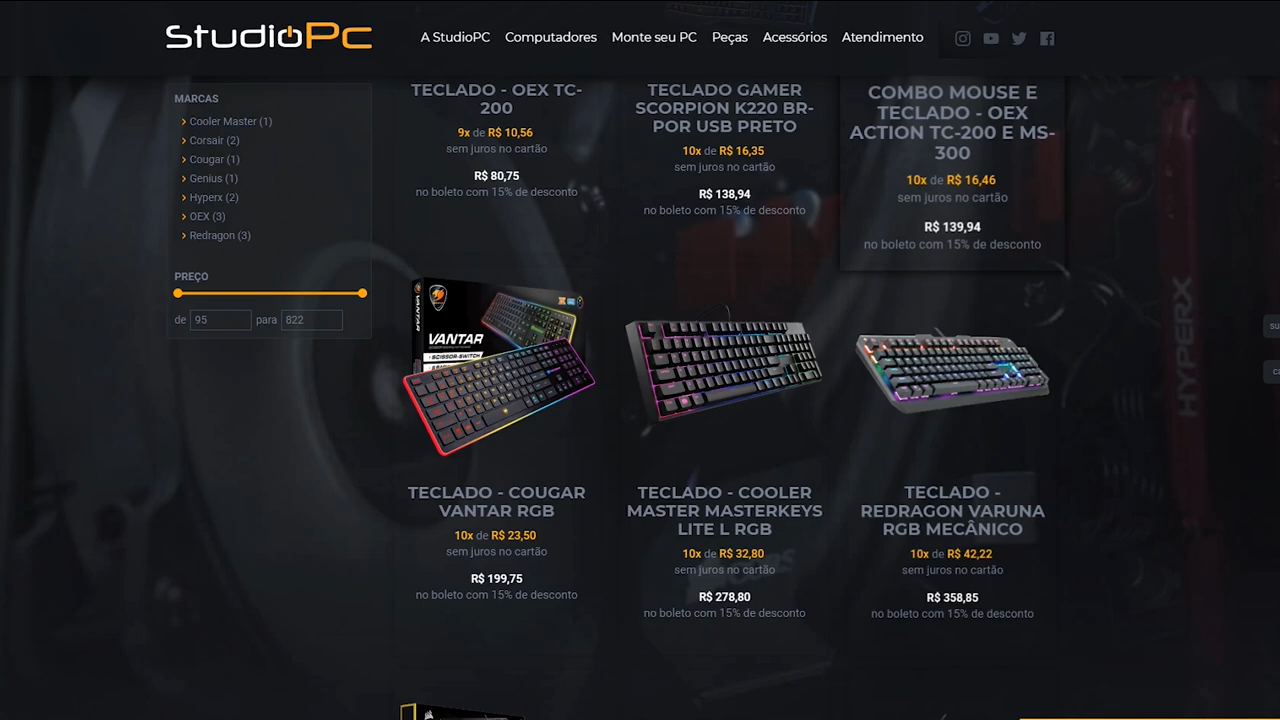 StudioPc
A StudioPC
Computadores
Monte seu PC
Peças
Acessórios
Atendimento
MARCAS
Cooler Master (1)
Corsair (2)
Cougar (1)
Genius (1)
Hyperx (2)
OEX (3)
Redragon (3)
PREÇO
de 95 para 822
TECLADO - OEX TC-
200
9x de R$ 10,56
sem juros no cartão
R$ 80,75
no boleto com 15% de desconto
TECLADO GAMER
SCORPION K220 BR-
POR USB PRETO
10x de R$ 16,35
sem juros no cartão
R$ 138,94
no boleto com 15% de desconto
COMBO MOUSE E
TECLADO - OEX
ACTION TC-200 E MS-
300
10x de R$ 16,46
sem juros no cartão
R$ 139,94
no boleto com 15% de desconto
VANTAR
SCISSOR-SWITCH
HYPERX
su
ca
TECLADO - COUGAR
VANTAR RGB
10x de R$ 23,50
sem juros no cartão
R$ 199,75
no boleto com 15% de desconto
TECLADO - COOLER
MASTER MASTERKEYS
LITE L RGB
10x de R$ 32,80
sem juros no cartão
R$ 278,80
no boleto com 15% de desconto
TECLADO -
REDRAGON VARUNA
RGB MECÂNICO
10x de R$ 42,22
sem juros no cartão
R$ 358,85
no boleto com 15% de desconto